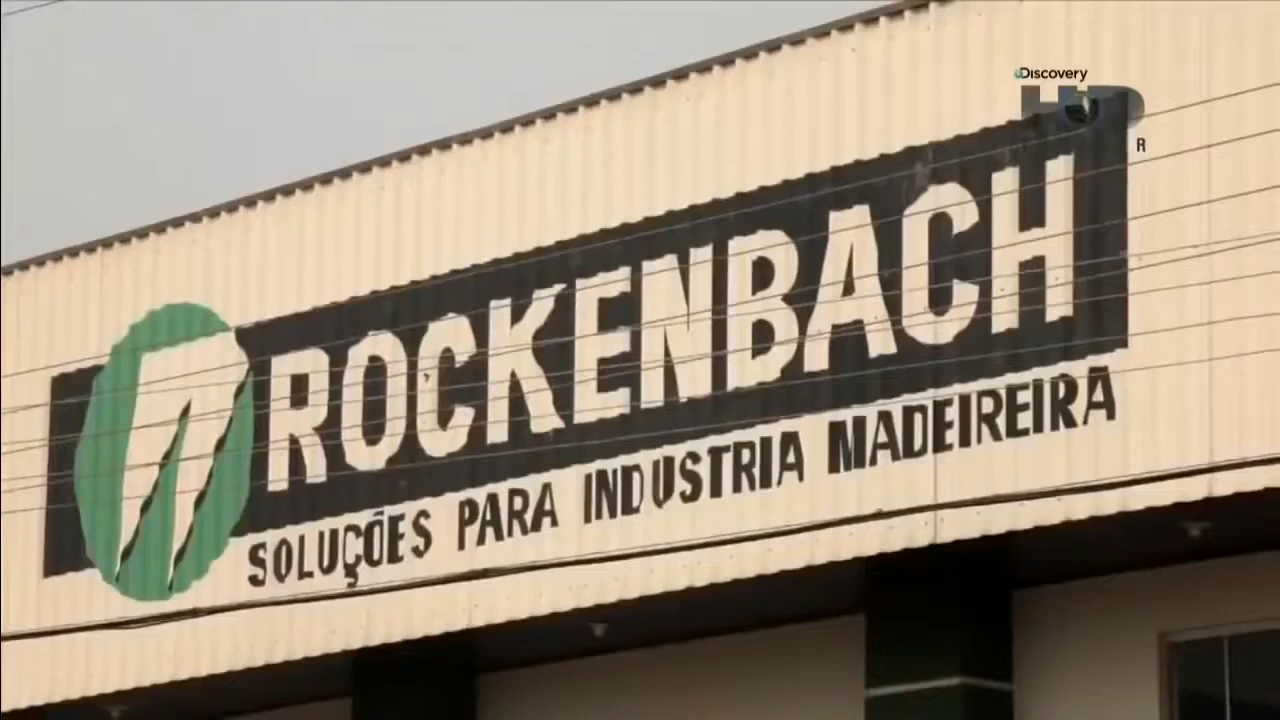 Discovery
HD
R
ROCKENBACH
SOLUÇÕES PARA INDUSTRIA MADEIREIRA